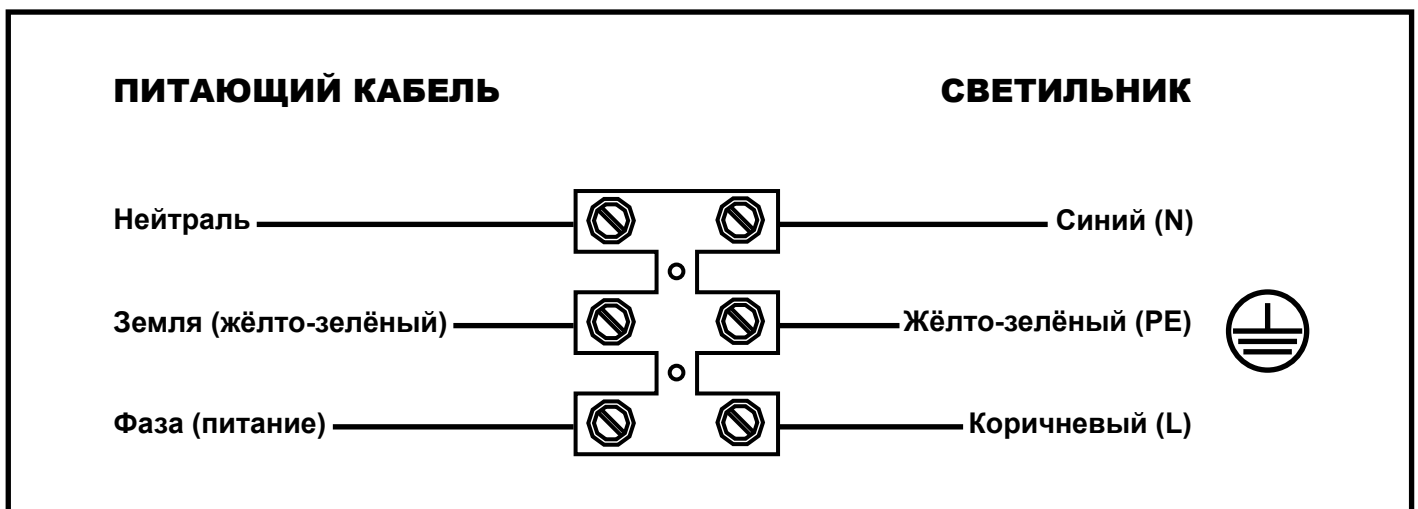 ПИТАЮЩИЙ КАБЕЛЬ СВЕТИЛЬНИК
Нейтраль Синий (N)
Земля (жёлто-зелёный) Жёлто-зелёный (PE)
Фаза (питание) Коричневый (L)